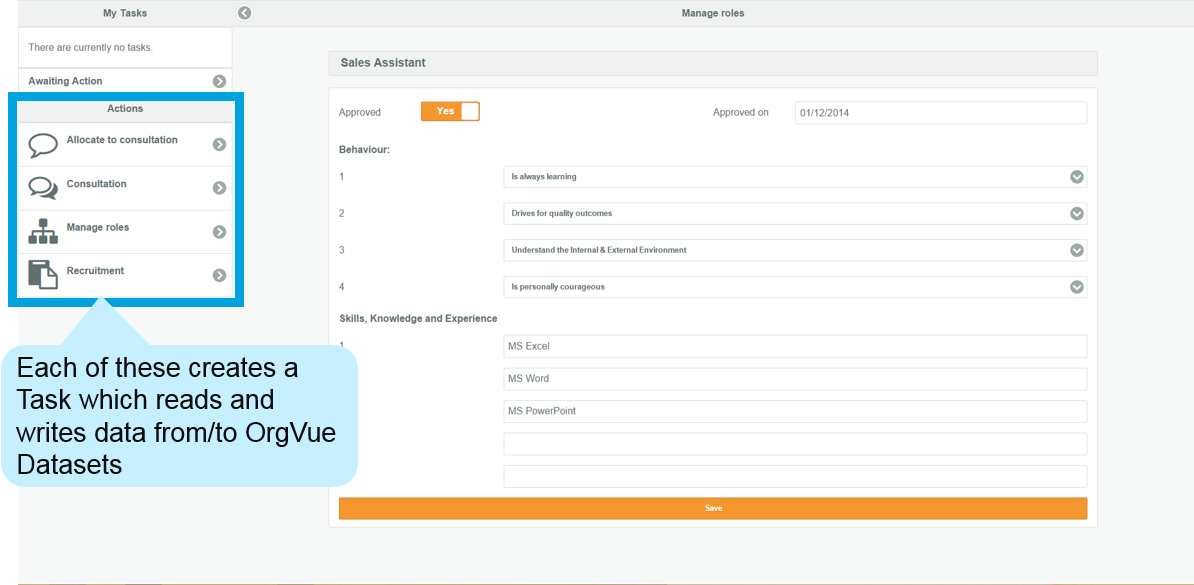 My Tasks
Manage roles
There are currently no tasks.
Sales Assistant
Awaiting Action
Actions
Allocate to consultation
Consultation
Manage roles
Recruitment
Approved
Yes
Approved on
01/12/2014
Behaviour:
1
Is always learning
2
Drives for quality outcomes
3
Understand the Internal & External Environment
4
Is personally courageous
Skills, Knowledge and Experience
1
MS Excel
MS Word
MS PowerPoint
Save
Each of these creates a
Task which reads and
writes data from/to OrgVue
Datasets